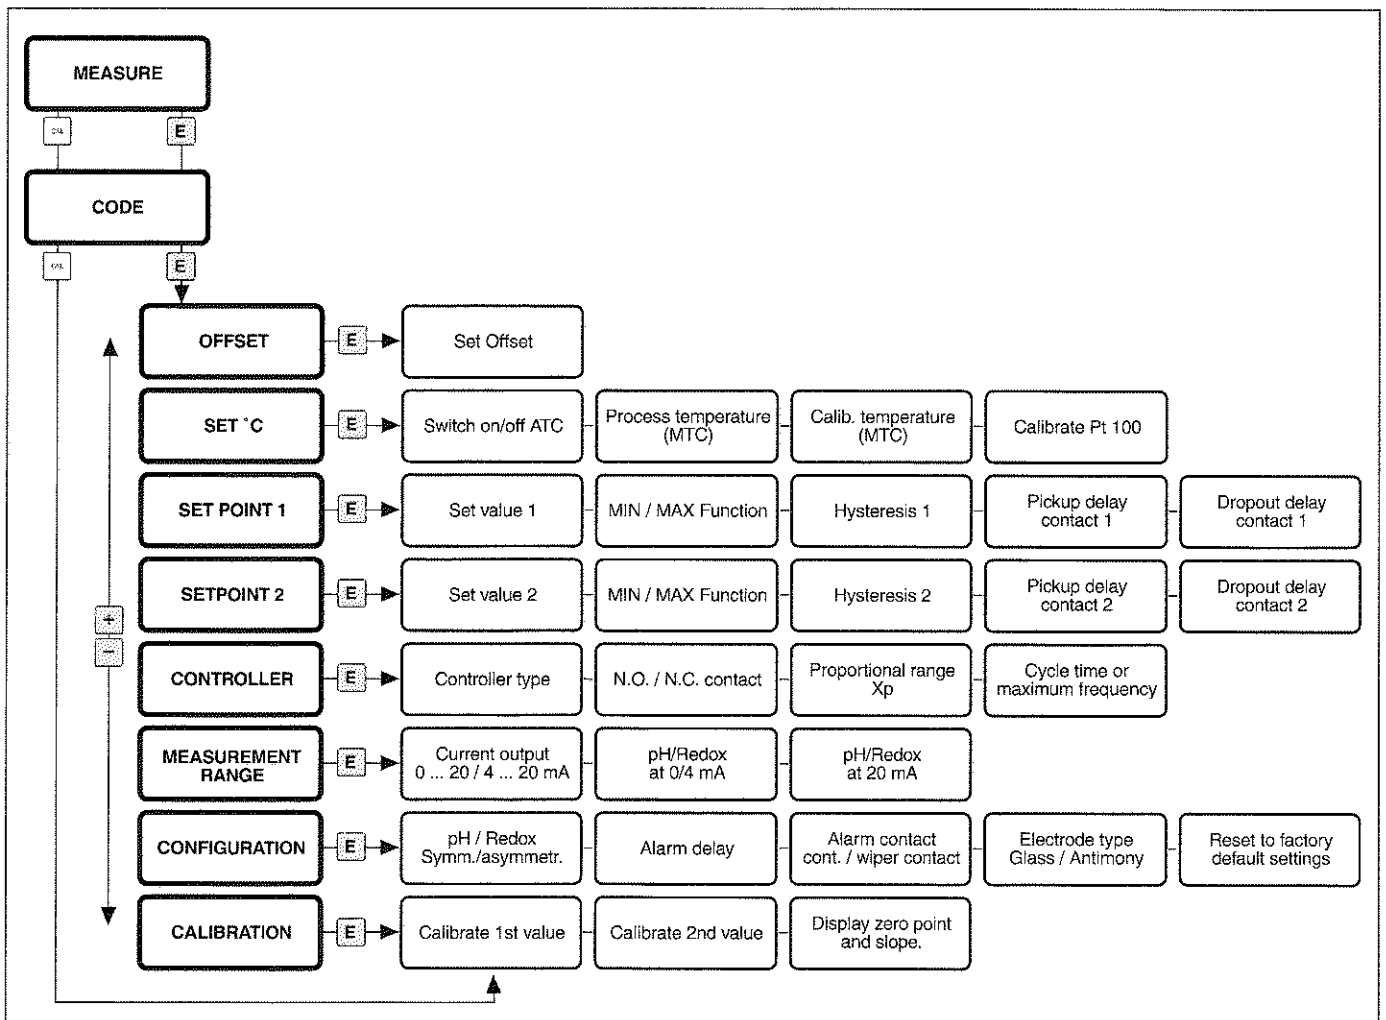 MEASURE
CAL E
CODE
CAL E
OFFSET E Set Offset
SET °C E Switch on/off ATC Process temperature (MTC) Calib. temperature (MTC) Calibrate Pt 100
SET POINT 1 E Set value 1 MIN / MAX Function Hysteresis 1 Pickup delay contact 1 Dropout delay contact 1
SETPOINT 2 E Set value 2 MIN / MAX Function Hysteresis 2 Pickup delay contact 2 Dropout delay contact 2
+
−
CONTROLLER E Controller type N.O. / N.C. contact Proportional range Xp Cycle time or maximum frequency
MEASUREMENT RANGE E Current output 0 ... 20 / 4 ... 20 mA pH/Redox at 0/4 mA pH/Redox at 20 mA
CONFIGURATION E pH / Redox Symm./asymmetr. Alarm delay Alarm contact cont. / wiper contact Electrode type Glass / Antimony Reset to factory default settings
CALIBRATION E Calibrate 1st value Calibrate 2nd value Display zero point and slope.